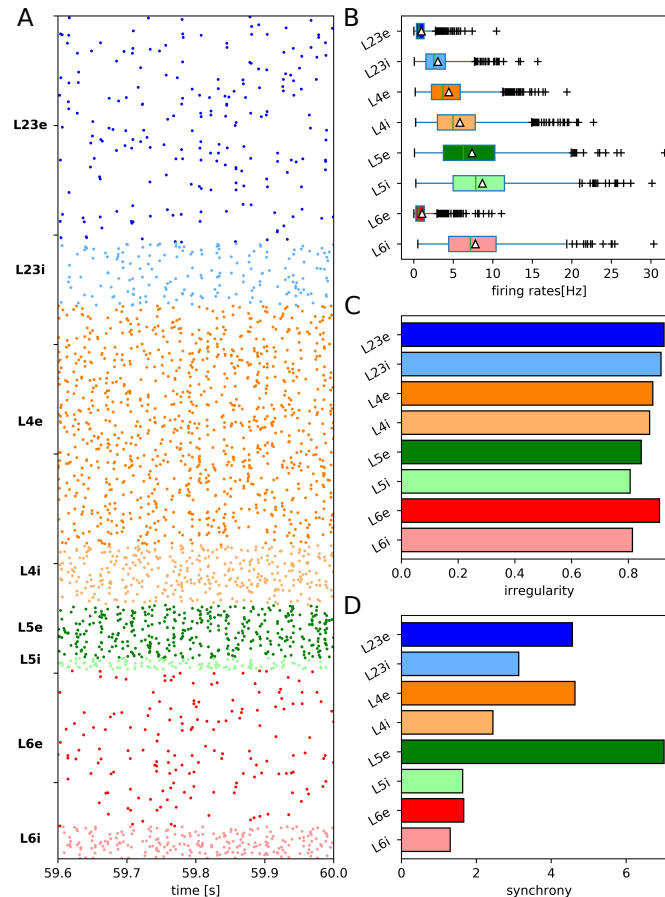 A
L23e
L23i
L4e
L4i
L5e
L5i
L6e
L6i
59.6 59.7 59.8 59.9 60.0
time [s]
B
L23e
L23i
L4e
L4i
L5e
L5i
L6e
L6i
0 5 10 15 20 25 30
firing rates[Hz]
C
L23e
L23i
L4e
L4i
L5e
L5i
L6e
L6i
0.0 0.2 0.4 0.6 0.8
irregularity
D
L23e
L23i
L4e
L4i
L5e
L5i
L6e
L6i
0 2 4 6
synchrony